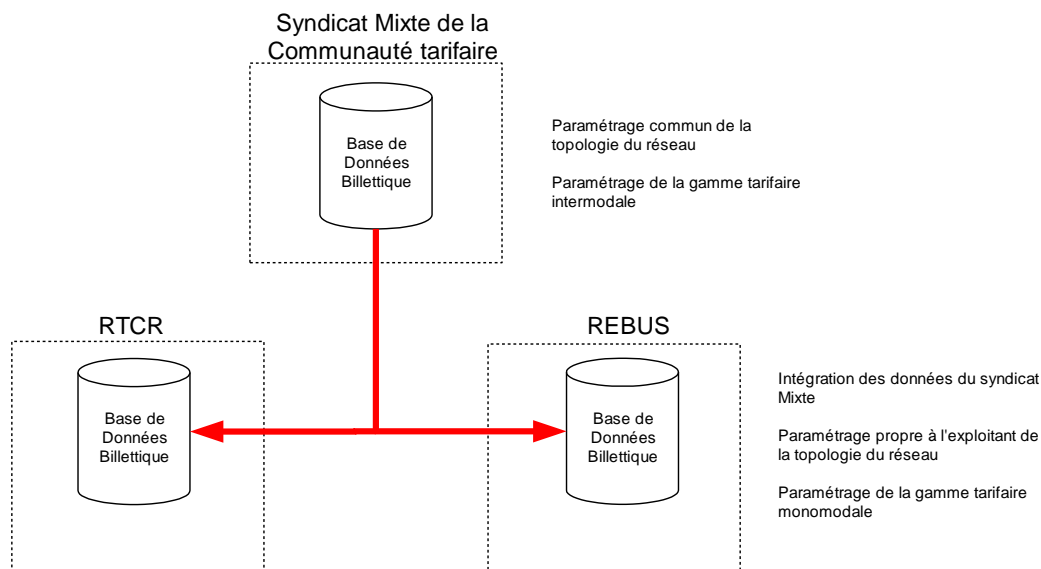 Syndicat Mixte de la
Communauté tarifaire
Base de
Données
Billettique
Paramétrage commun de la
topologie du réseau
Paramétrage de la gamme tarifaire
intermodale
RTCR
Base de
Données
Billettique
REBUS
Base de
Données
Billettique
Intégration des données du syndicat
Mixte
Paramétrage propre à l'exploitant de
la topologie du réseau
Paramétrage de la gamme tarifaire
monomodale